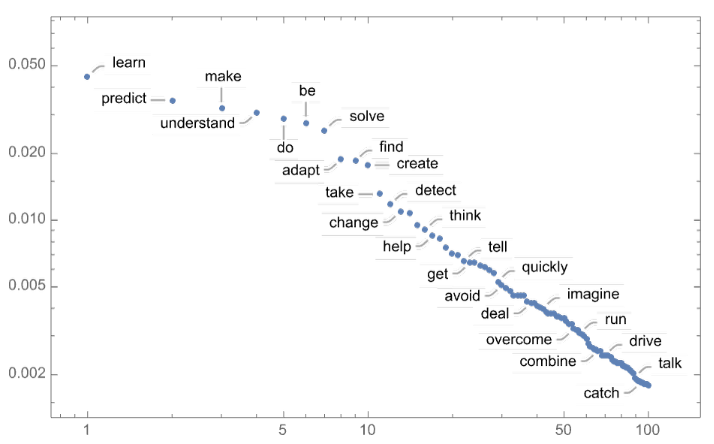 0.050
0.020
0.010
0.005
0.002
learn
make
predict
be
understand
solve
do
find
adapt
create
take
detect
change
think
help
tell
get
quickly
avoid
imagine
deal
run
overcome
drive
combine
talk
catch
1
5
10
50
100